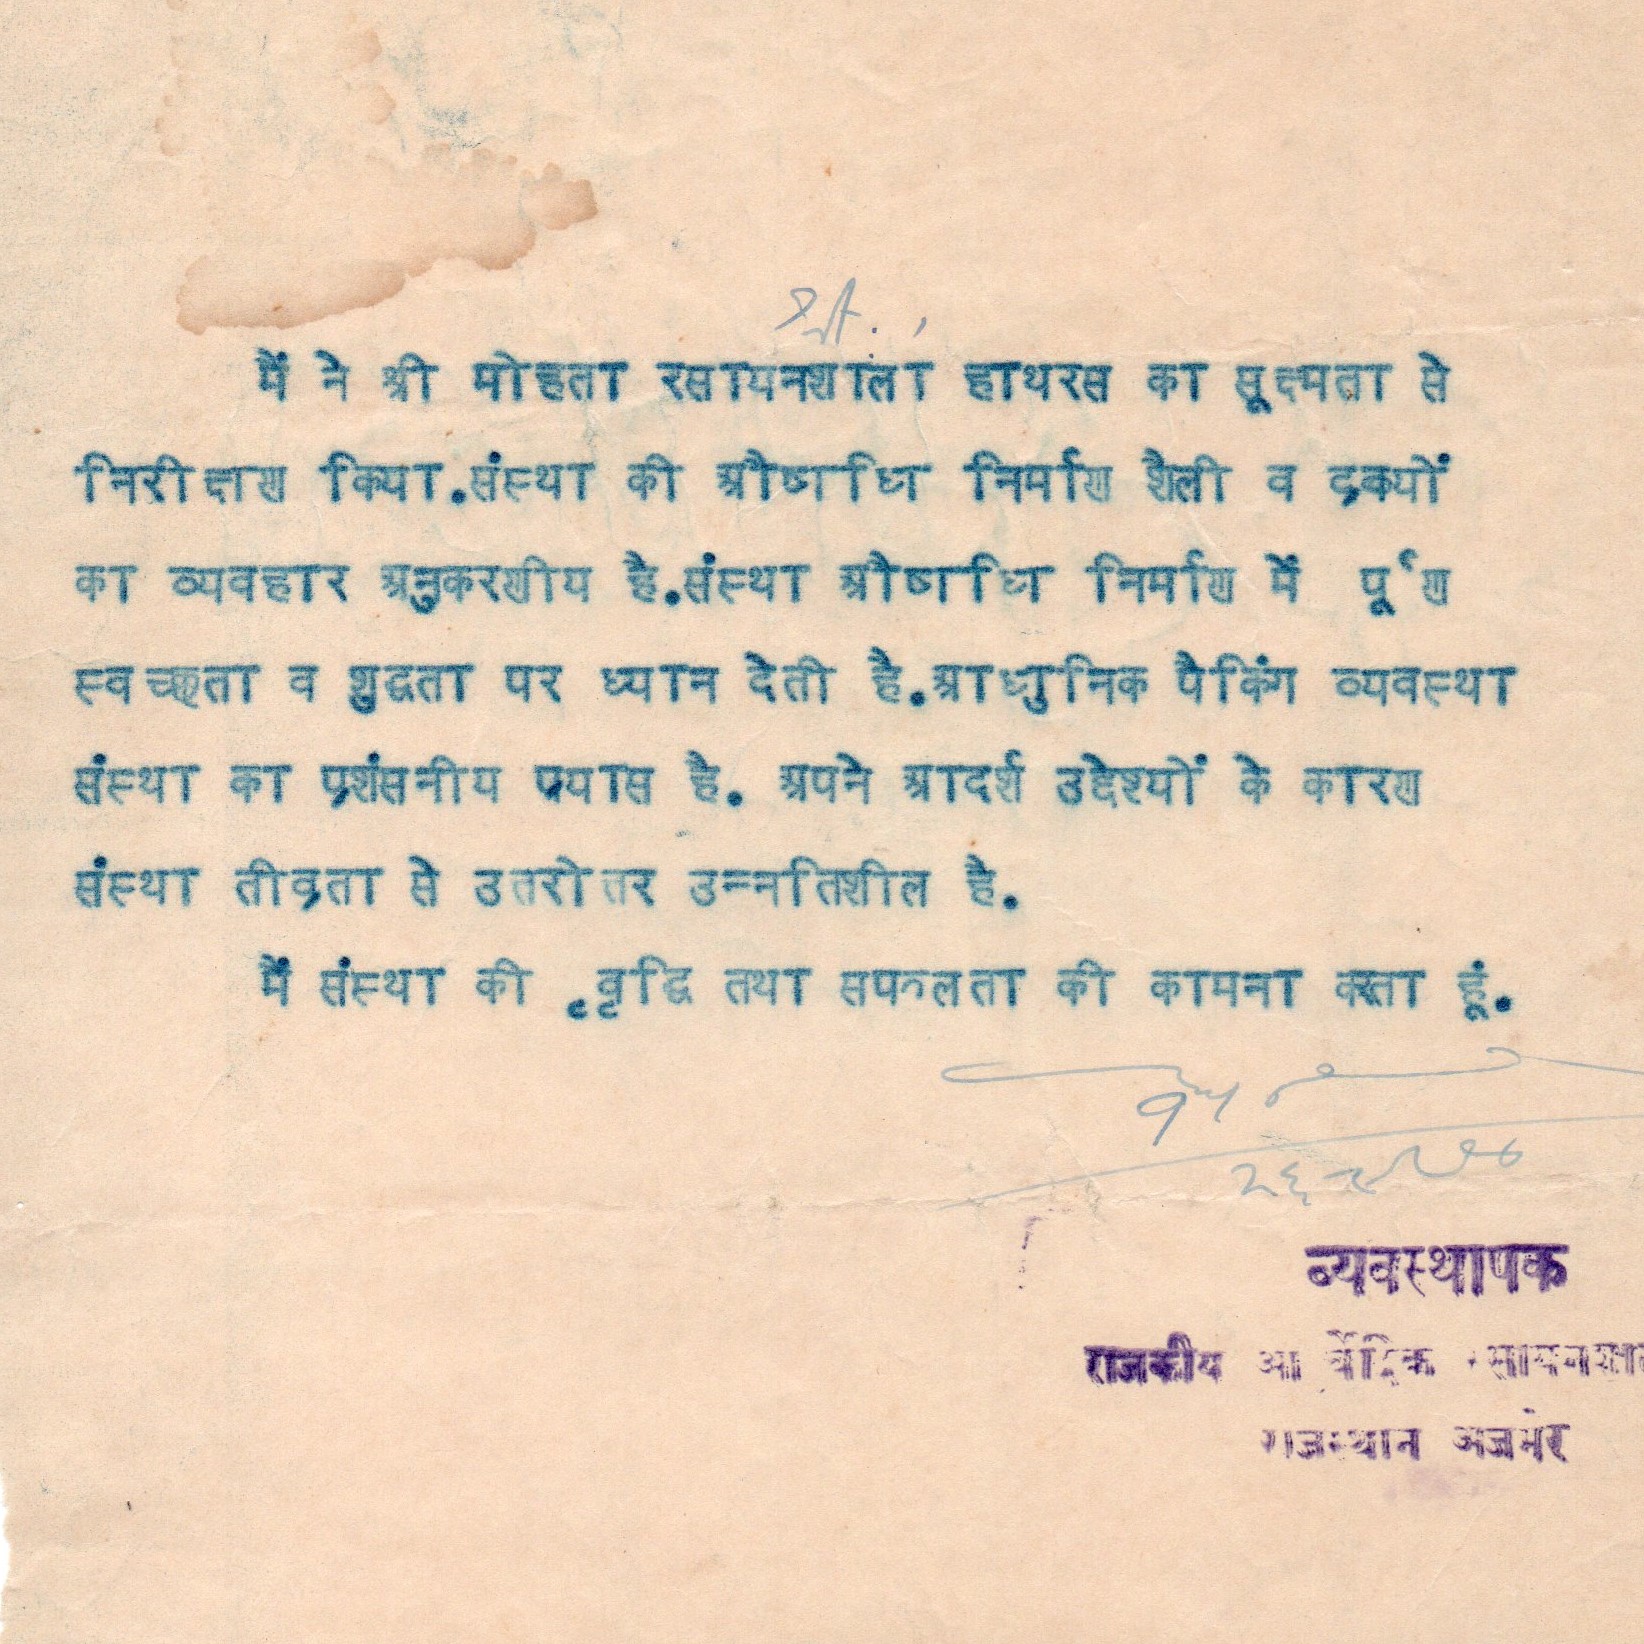 श्री.
मैं ने श्री मोहता रसायनशाला हाथरस का सूक्ष्मता से
निरीक्षण किया.संस्था की औषधि निर्माण शैली व द्रव्यों
का व्यवहार अनुकरणीय है.संस्था औषधि निर्माण में पूर्ण
स्वच्छता व शुद्धता पर ध्यान देती है.आधुनिक पैकिंग व्यवस्था
संस्था का प्रशंसनीय प्रयास है. अपने आदर्श उद्देश्यों के कारण
संस्था तीव्रता से उतरोतर उन्नतिशील है.
मैं संस्था की वृद्धि तथा सफलता की कामना करता हूं.
व्यवस्थापक
राजकीय
राजस्थान अजमेर